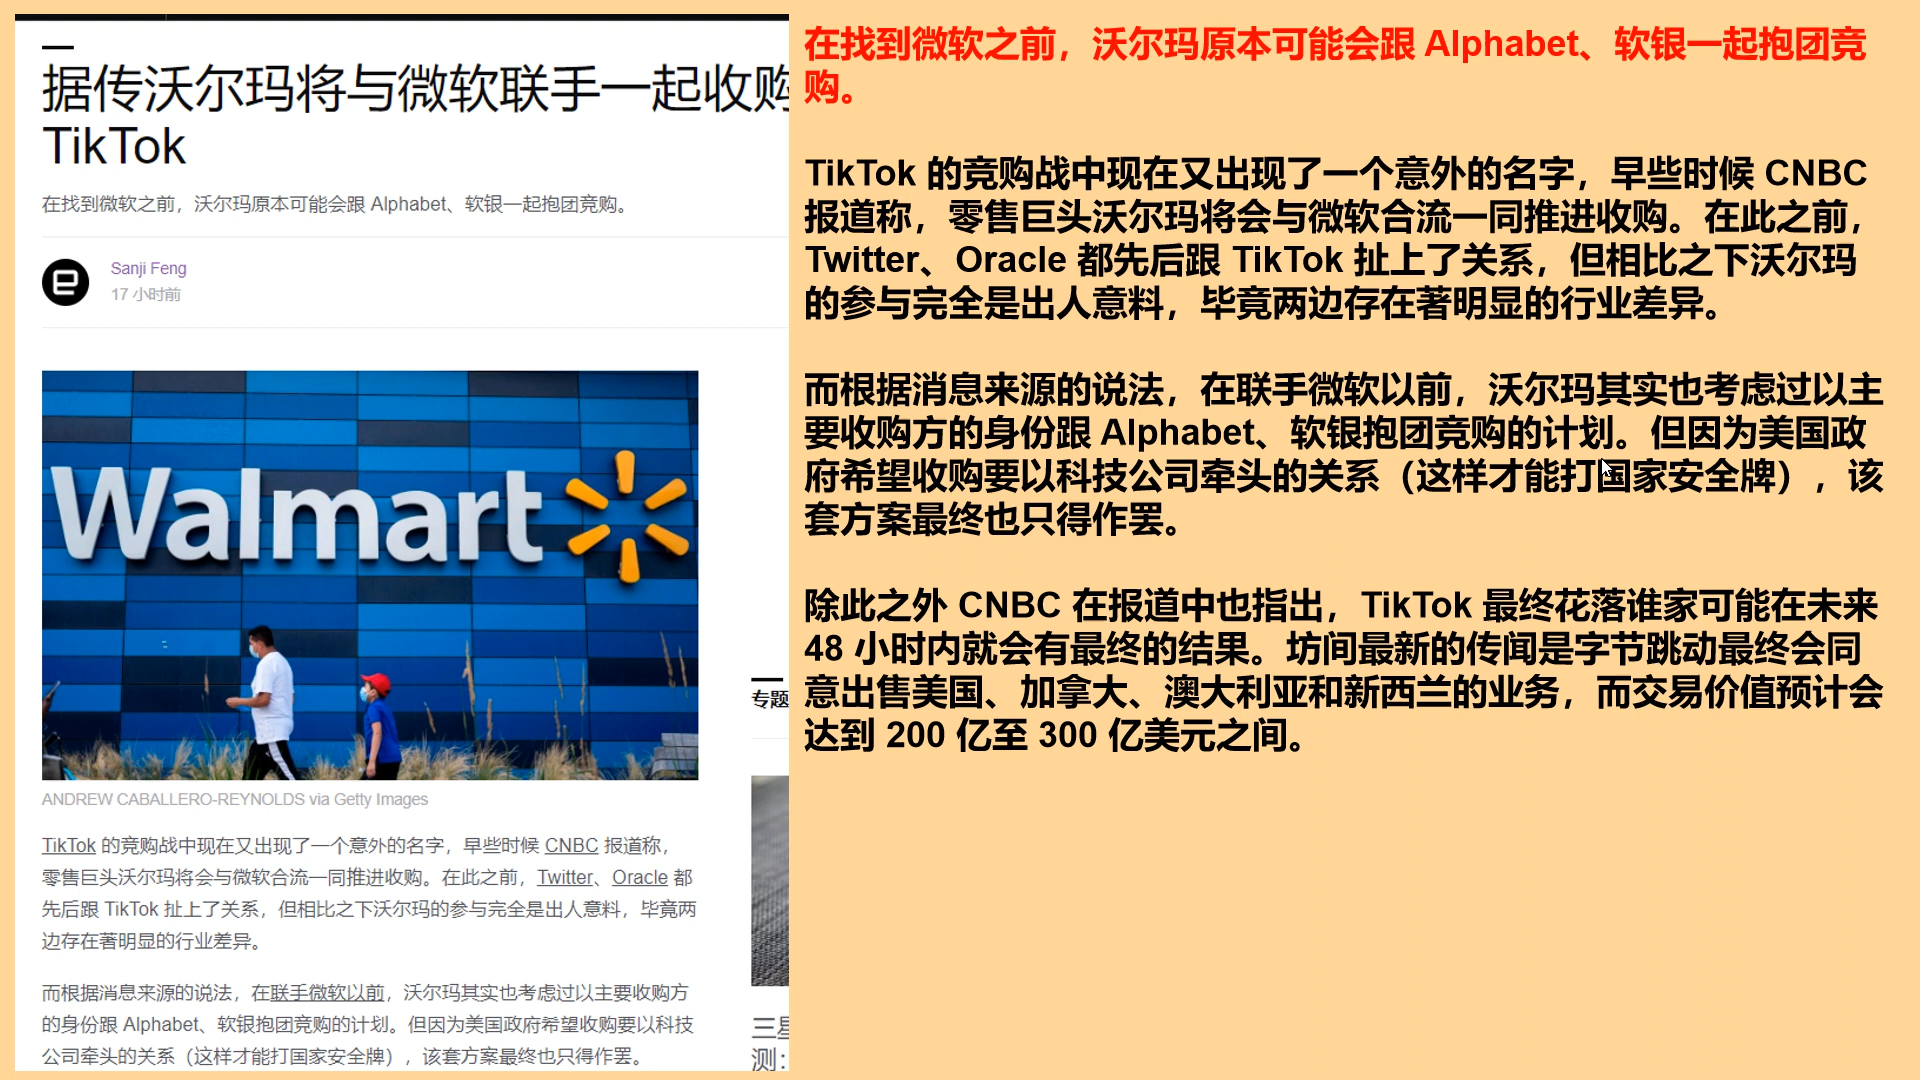 据传沃尔玛将与微软联手一起收购
TikTok
在找到微软之前，沃尔玛原本可能会跟 Alphabet、软银一起抱团竞购。
Sanji Feng
17 小时前
Walmart
ANDREW CABALLERO-REYNOLDS via Getty Images
TikTok 的竞购战中现在又出现了一个意外的名字，早些时候 CNBC 报道称，
零售巨头沃尔玛将会与微软合流一同推进收购。在此之前，Twitter、Oracle 都
先后跟 TikTok 扯上了关系，但相比之下沃尔玛的参与完全是出人意料，毕竟两
边存在著明显的行业差异。
而根据消息来源的说法，在联手微软以前，沃尔玛其实也考虑过以主要收购方
的身份跟 Alphabet、软银抱团竞购的计划。但因为美国政府希望收购要以科技
公司牵头的关系（这样才能打国家安全牌），该套方案最终也只得作罢。
专题
三星
测：
在找到微软之前，沃尔玛原本可能会跟 Alphabet、软银一起抱团竞
购。
TikTok 的竞购战中现在又出现了一个意外的名字，早些时候 CNBC
报道称，零售巨头沃尔玛将会与微软合流一同推进收购。在此之前，
Twitter、Oracle 都先后跟 TikTok 扯上了关系，但相比之下沃尔玛
的参与完全是出人意料，毕竟两边存在著明显的行业差异。
而根据消息来源的说法，在联手微软以前，沃尔玛其实也考虑过以主
要收购方的身份跟 Alphabet、软银抱团竞购的计划。但因为美国政
府希望收购要以科技公司牵头的关系（这样才能打国家安全牌），该
套方案最终也只得作罢。
除此之外 CNBC 在报道中也指出，TikTok 最终花落谁家可能在未来
48 小时内就会有最终的结果。坊间最新的传闻是字节跳动最终会同
意出售美国、加拿大、澳大利亚和新西兰的业务，而交易价值预计会
达到 200 亿至 300 亿美元之间。